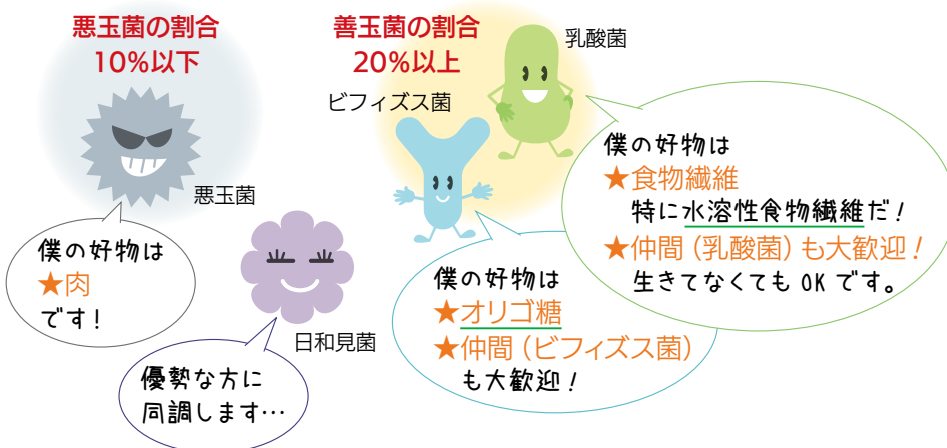 悪玉菌の割合
10%以下
悪玉菌
僕の好物は
★肉
です!
日和見菌
優勢な方に
同調します…
善玉菌の割合
20%以上
ビフィズス菌
僕の好物は
★オリゴ糖
★仲間(ビフィズス菌)
も大歓迎!
乳酸菌
僕の好物は
★食物繊維
特に水溶性食物繊維だ!
★仲間(乳酸菌)も大歓迎!
生きてなくてもOKです。